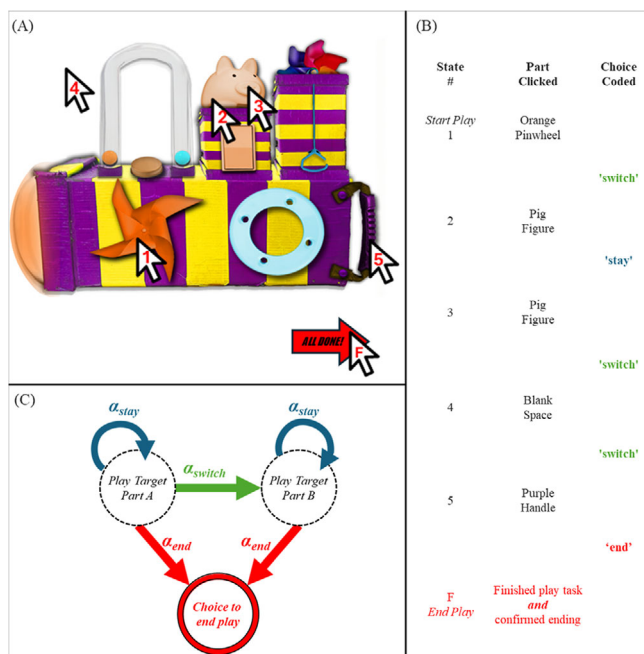 (A)
4
2
3
1
5
ALL DONE!
F
(B)
State
#
Part
Clicked
Choice
Coded
Start Play
1
Orange
Pinwheel
'switch'
2
Pig
Figure
'stay'
3
Pig
Figure
'switch'
4
Blank
Space
'switch'
5
Purple
Handle
‘end’
F
End Play
Finished play task
and
confirmed ending
(C)
αstay
αstay
αswitch
Play Target
Part A
Play Target
Part B
αend
αend
Choice to
end play